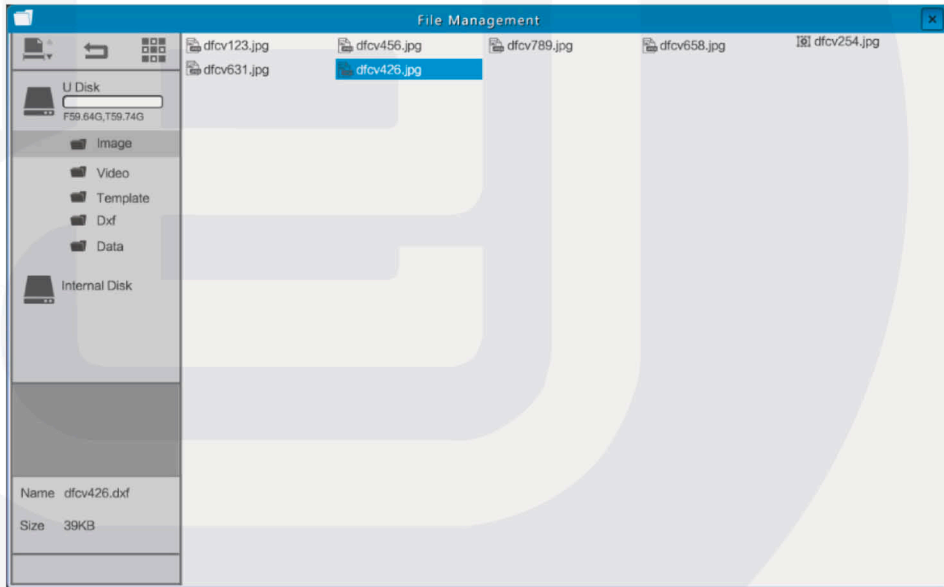 File Management
dfcv123.jpg dfcv456.jpg dfcv789.jpg dfcv658.jpg dfcv254.jpg
dfcv631.jpg dfcv426.jpg
U Disk
F59.64G,T59.74G
Image
Video
Template
Dxf
Data
Internal Disk
Name dfcv426.dxf
Size 39KB